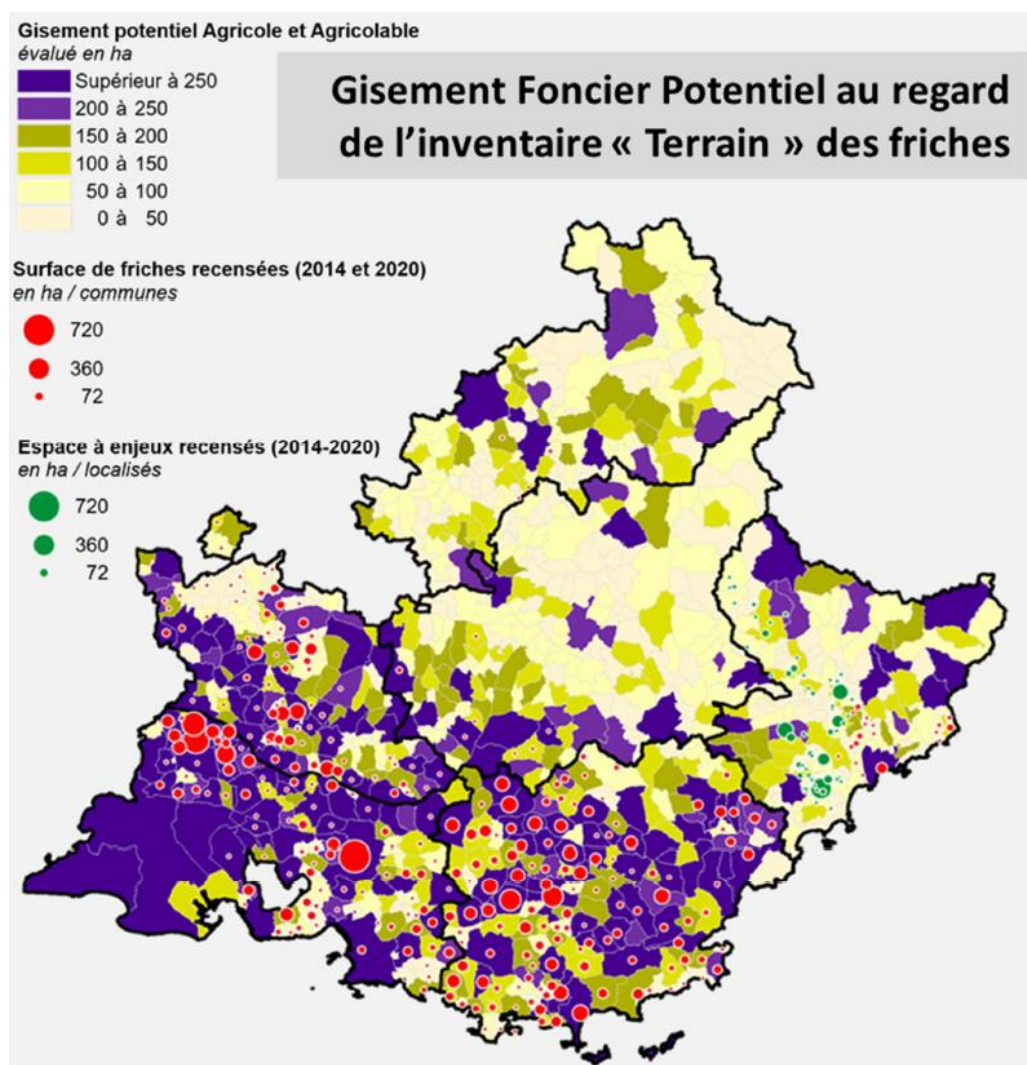 Gisement potentiel Agricole et Agricolable
évalué en ha
Supérieur à 250
200 à 250
150 à 200
100 à 150
50 à 100
0 à 50
Gisement Foncier Potentiel au regard
de l'inventaire « Terrain » des friches
Surface de friches recensées (2014 et 2020)
en ha / communes
720
360
72
Espace à enjeux recensés (2014-2020)
en ha / localisés
720
360
72